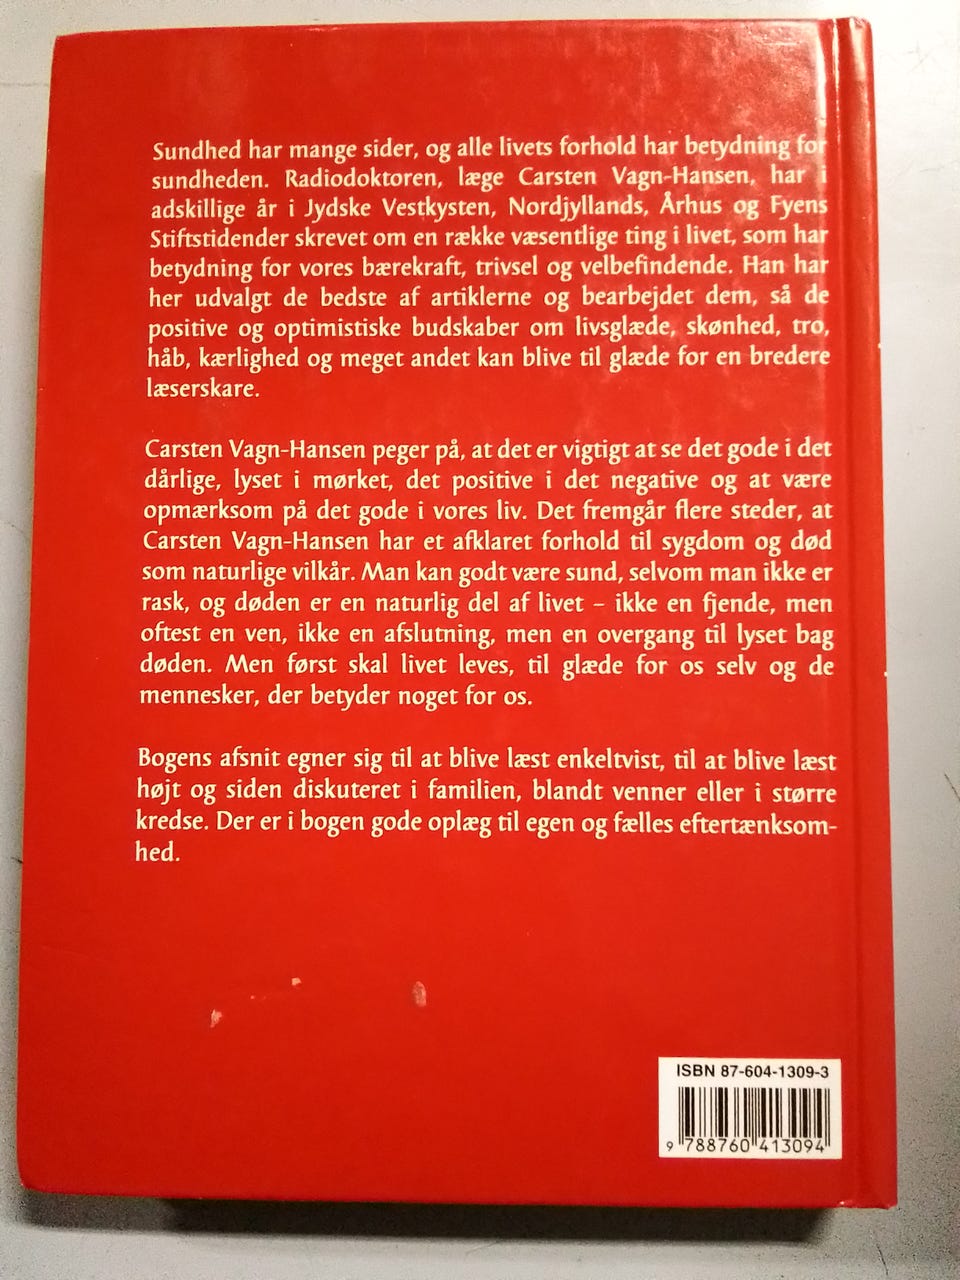 Sundhed har mange sider, og alle livets forhold har betydning for
sundheden. Radiodoktoren, læge Carsten Vagn-Hansen, har i
adskillige år i Jydske Vestkysten, Nordjyllands, Århus og Fyens
Stiftstidender skrevet om en række væsentlige ting i livet, som har
betydning for vores bærekraft, trivsel og velbefindende. Han har
her udvalgt de bedste af artiklerne og bearbejdet dem, så de
positive og optimistiske budskaber om livsglæde, skønhed, tro,
håb, kærlighed og meget andet kan blive til glæde for en bredere
læserskare.
Carsten Vagn-Hansen peger på, at det er vigtigt at se det gode i det
dårlige, lyset i mørket, det positive i det negative og at være
opmærksom på det gode i vores liv. Det fremgår flere steder, at
Carsten Vagn-Hansen har et afklaret forhold til sygdom og død
som naturlige vilkår. Man kan godt være sund, selvom man ikke er
rask, og døden er en naturlig del af livet – ikke en fjende, men
oftest en ven, ikke en afslutning, men en overgang til lyset bag
døden. Men først skal livet leves, til glæde for os selv og de
mennesker, der betyder noget for os.
Bogens afsnit egner sig til at blive læst enkeltvist, til at blive læst
højt og siden diskuteret i familien, blandt venner eller i større
kredse. Der er i bogen gode oplæg til egen og fælles eftertænksom-
hed.
ISBN 87-604-1309-3
9 788760 413094